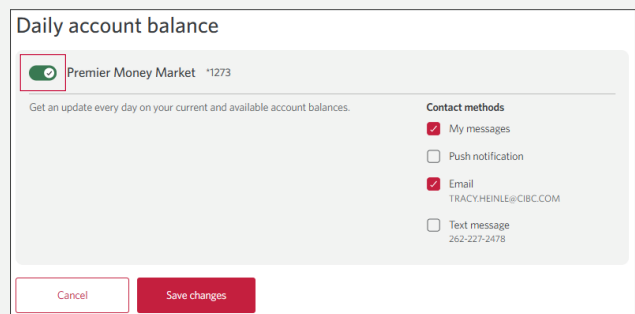 Daily account balance
Premier Money Market *1273
Get an update every day on your current and available account balances.
Contact methods
My messages
Push notification
Email
TRACY.HEINLE@CIBC.COM
Text message
262-227-2478
Cancel
Save changes